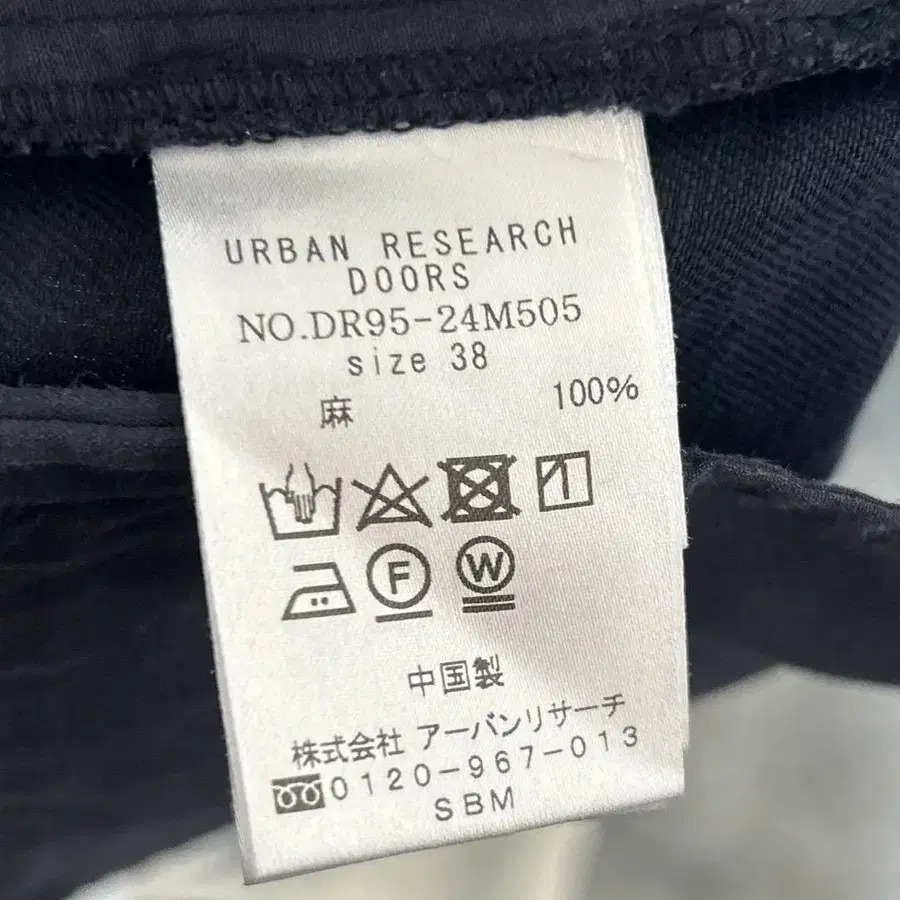 URBAN RESEARCH
DOORS
NO.DR95-24M505
size 38
麻 100%
F W
中国製
株式会社 アーバンリサーチ
0120-967-013
SBM